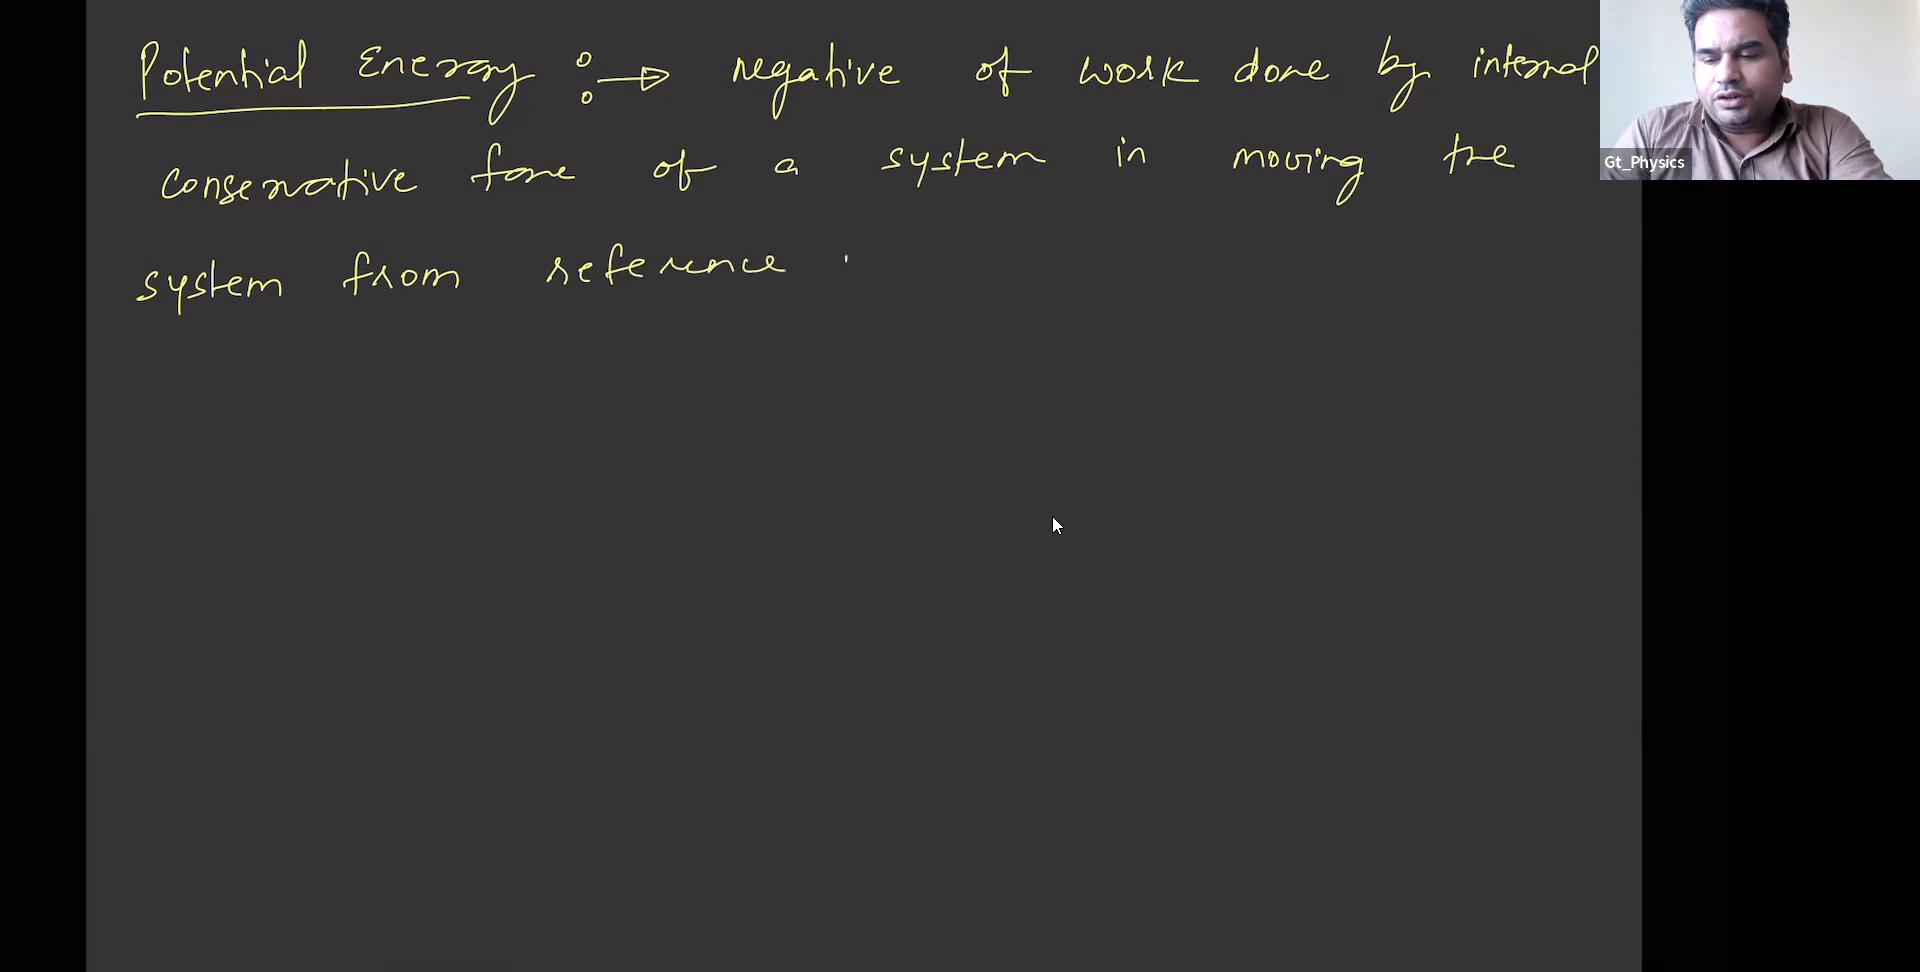 Potential Energy :→ negative of work done by internal
conservative force of a system in moving the
system from reference
Gt_Physics